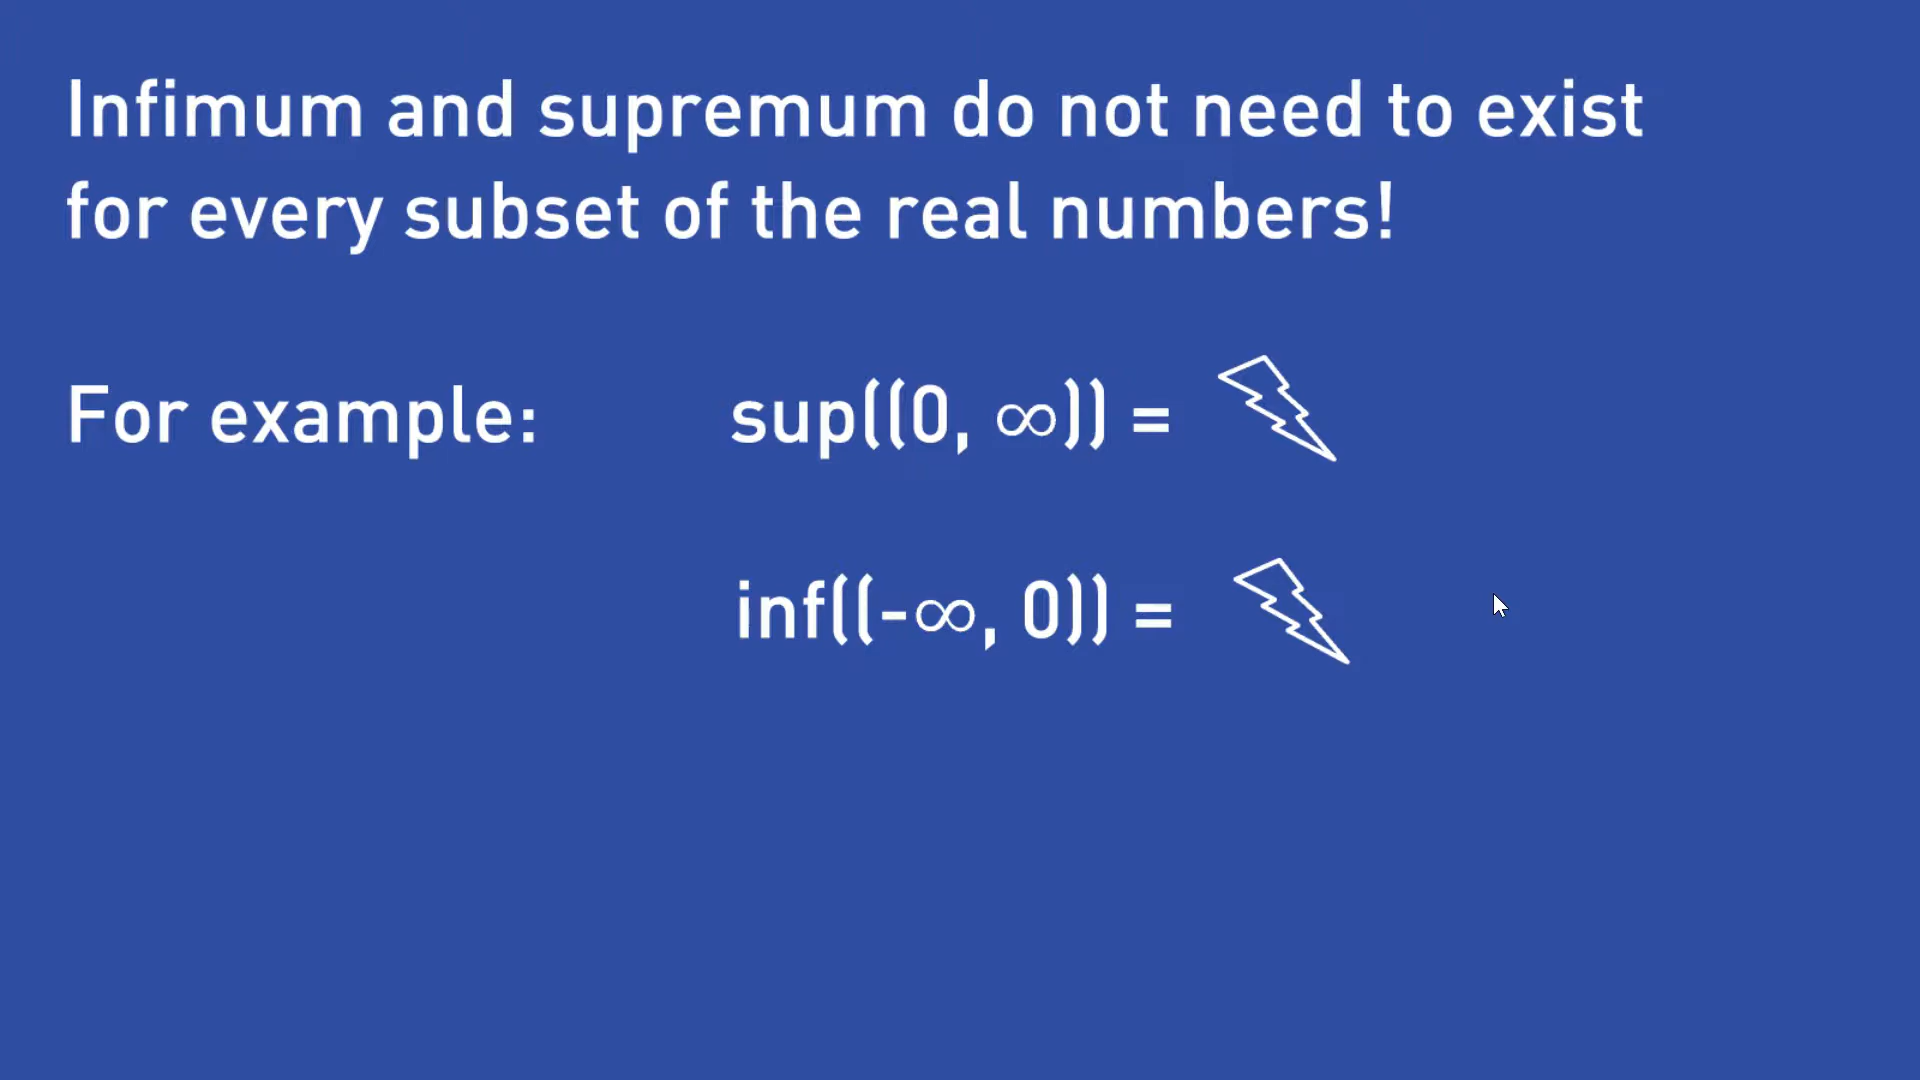 Infimum and supremum do not need to exist
for every subset of the real numbers!
For example: sup((0, ∞)) =
inf((-∞, 0)) =